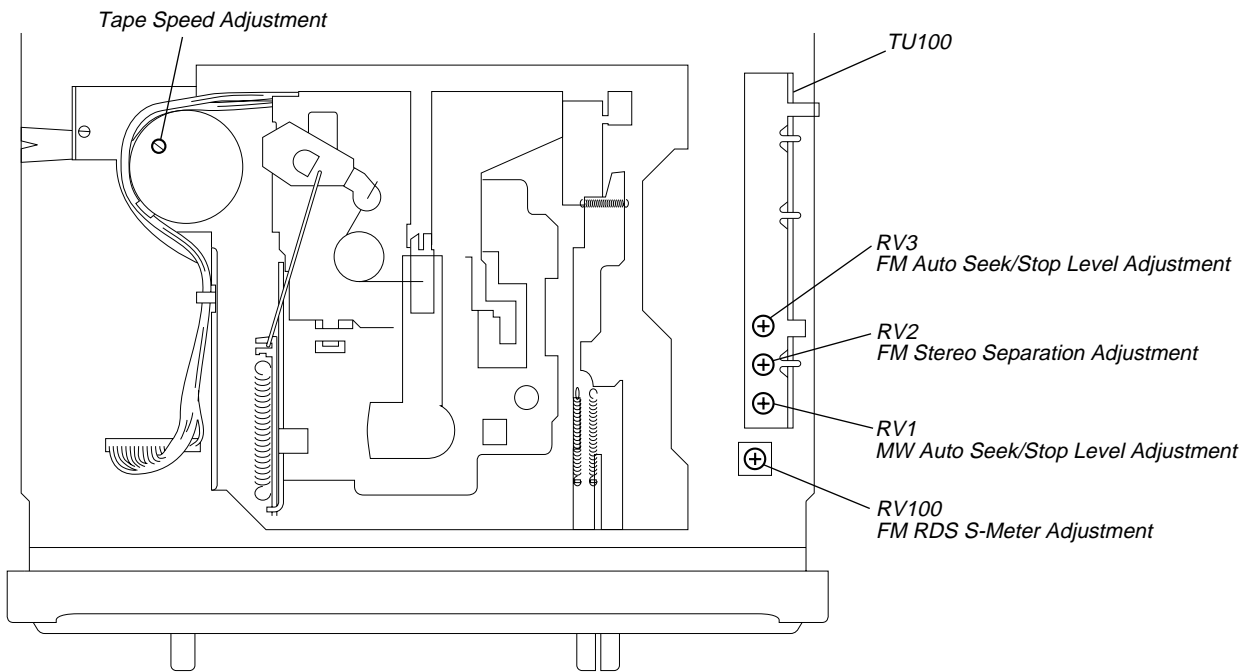 Tape Speed Adjustment
TU100
RV3
FM Auto Seek/Stop Level Adjustment
RV2
FM Stereo Separation Adjustment
RV1
MW Auto Seek/Stop Level Adjustment
RV100
FM RDS S-Meter Adjustment